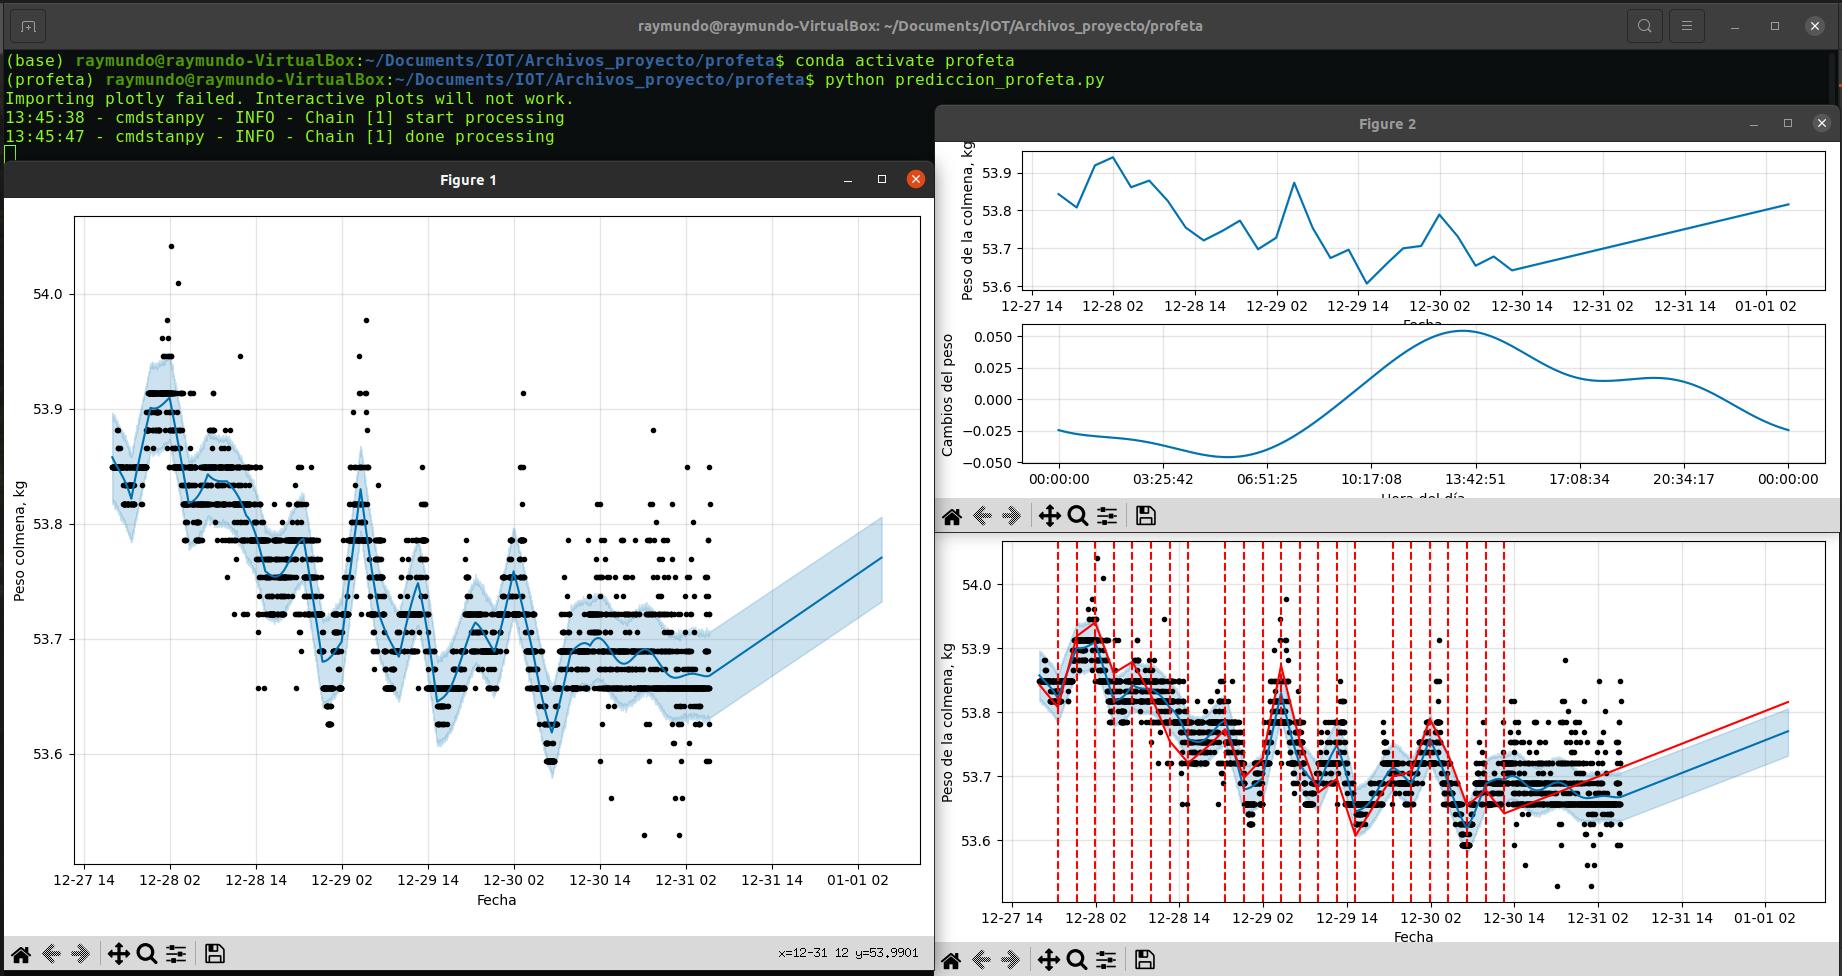 raymundo@raymundo-VirtualBox: ~/Documents/IOT/Archivos_proyecto/profeta
(base) raymundo@raymundo-VirtualBox:~/Documents/IOT/Archivos_proyecto/profeta$ conda activate profeta
(profeta) raymundo@raymundo-VirtualBox:~/Documents/IOT/Archivos_proyecto/profeta$ python prediccion_profeta.py
Importing plotly failed. Interactive plots will not work.
13:45:38 - cmdstanpy - INFO - Chain [1] start processing
13:45:47 - cmdstanpy - INFO - Chain [1] done processing
Figure 1
54.0
53.9
53.8
53.7
53.6
Peso colmena, kg
12-27 14 12-28 02 12-28 14 12-29 02 12-29 14 12-30 02 12-30 14 12-31 02 12-31 14 01-01 02
Fecha
x=12-31 12 y=53.9901
Figure 2
53.9
53.8
53.7
53.6
Peso de la colmena, kg
12-27 14 12-28 02 12-28 14 12-29 02 12-29 14 12-30 02 12-30 14 12-31 02 12-31 14 01-01 02
Fecha
0.050
0.025
0.000
−0.025
−0.050
Cambios del peso
00:00:00 03:25:42 06:51:25 10:17:08 13:42:51 17:08:34 20:34:17 00:00:00
Hora del día
54.0
53.9
53.8
53.7
53.6
Peso de la colmena, kg
12-27 14 12-28 02 12-28 14 12-29 02 12-29 14 12-30 02 12-30 14 12-31 02 12-31 14 01-01 02
Fecha